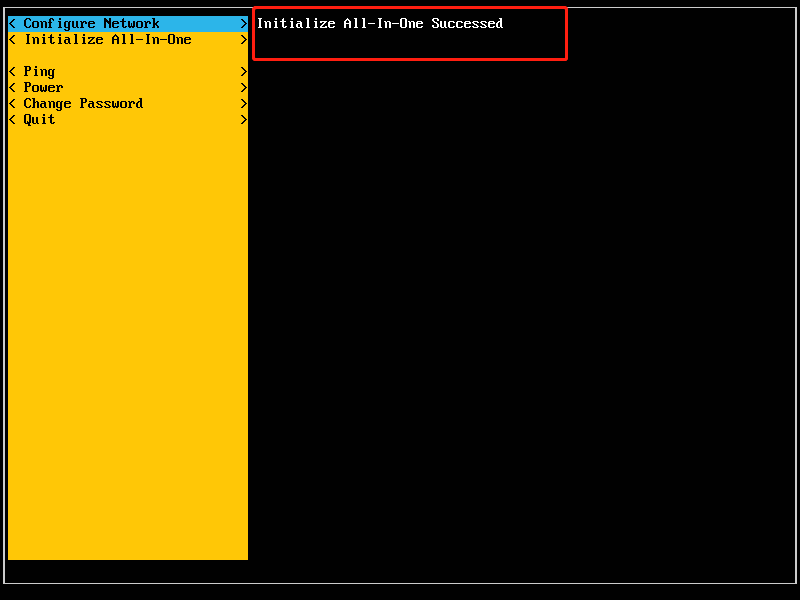 < Configure Network >
< Initialize All-In-One >
< Ping >
< Power >
< Change Password >
< Quit >
Initialize All-In-One Successed